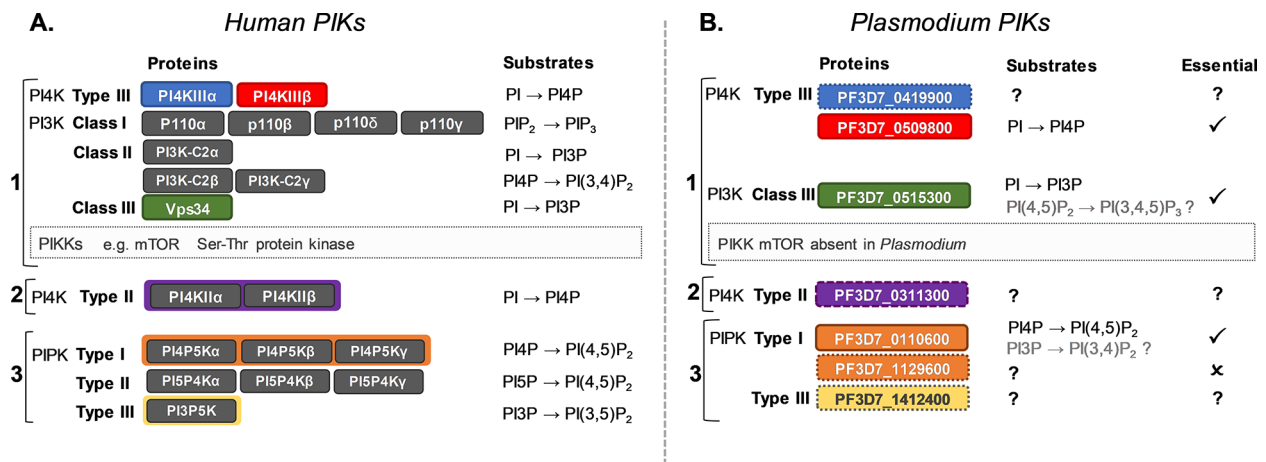 A. Human PIKs
Proteins Substrates
1
PI4K Type III PI4KIIIα PI4KIIIβ PI → PI4P
PI3K Class I P110α p110β p110δ p110γ PIP₂ → PIP₃
Class II PI3K-C2α PI → PI3P
PI3K-C2β PI3K-C2γ PI4P → PI(3,4)P₂
Class III Vps34 PI → PI3P
PIKKs e.g. mTOR Ser-Thr protein kinase
2 PI4K Type II PI4KIIα PI4KIIβ PI → PI4P
3
PIPK Type I PI4P5Kα PI4P5Kβ PI4P5Kγ PI4P → PI(4,5)P₂
Type II PI5P4Kα PI5P4Kβ PI5P4Kγ PI5P → PI(4,5)P₂
Type III PI3P5K PI3P → PI(3,5)P₂
B. Plasmodium PIKs
Proteins Substrates Essential
1
PI4K Type III PF3D7_0419900 ? ?
PF3D7_0509800 PI → PI4P ✓
PI3K Class III PF3D7_0515300 PI → PI3P ✓
PI(4,5)P₂ → PI(3,4,5)P₃ ?
PIKK mTOR absent in Plasmodium
2 PI4K Type II PF3D7_0311300 ? ?
3
PIPK Type I PF3D7_0110600 PI4P → PI(4,5)P₂ ✓
PI3P → PI(3,4)P₂ ?
PF3D7_1129600 ? ×
Type III PF3D7_1412400 ? ?